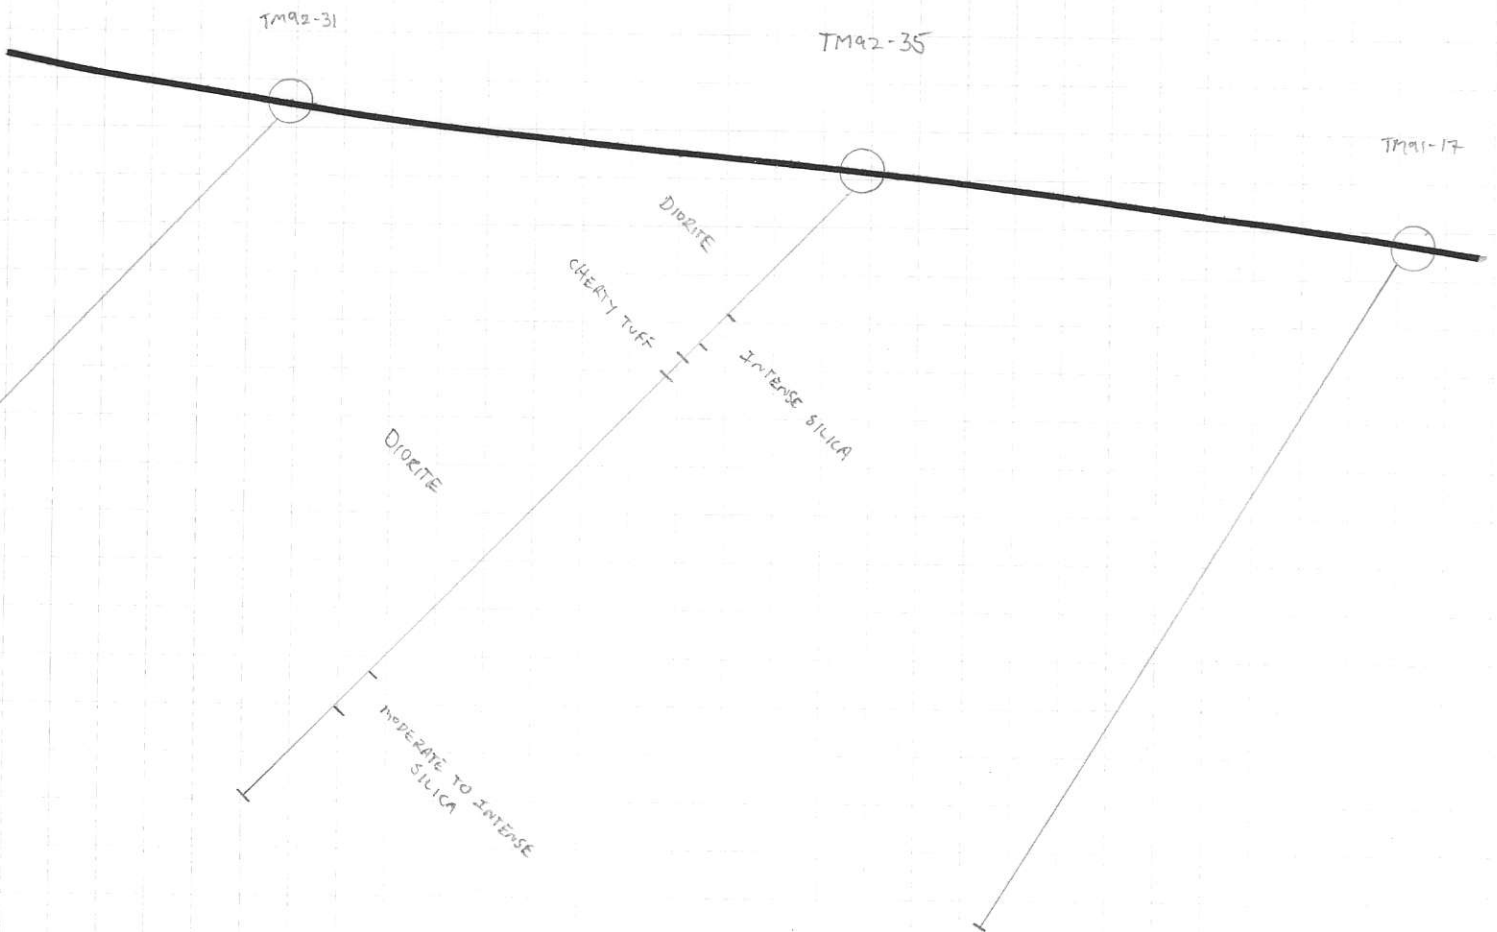 TM92-31
TM92-35
TM91-17
DIORITE
CHERTY TUFF
INTENSE SILICA
DIORITE
MODERATE TO INTENSE
SILICA